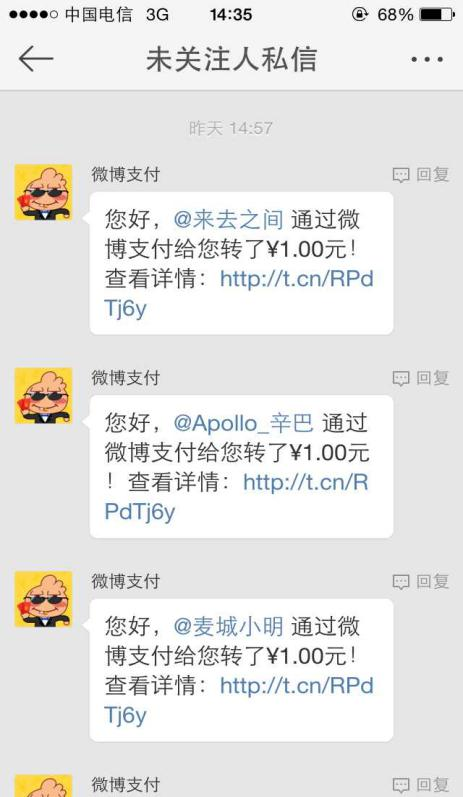 中国电信 3G 14:35 68%
未关注人私信
昨天 14:57
微博支付 回复
您好，@来去之间 通过微
博支付给您转了¥1.00元！
查看详情：http://t.cn/RPd
Tj6y
微博支付 回复
您好，@Apollo_辛巴 通过
微博支付给您转了¥1.00元
！查看详情：http://t.cn/R
PdTj6y
微博支付 回复
您好，@麦城小明 通过微
博支付给您转了¥1.00元！
查看详情：http://t.cn/RPd
Tj6y
微博支付 回复